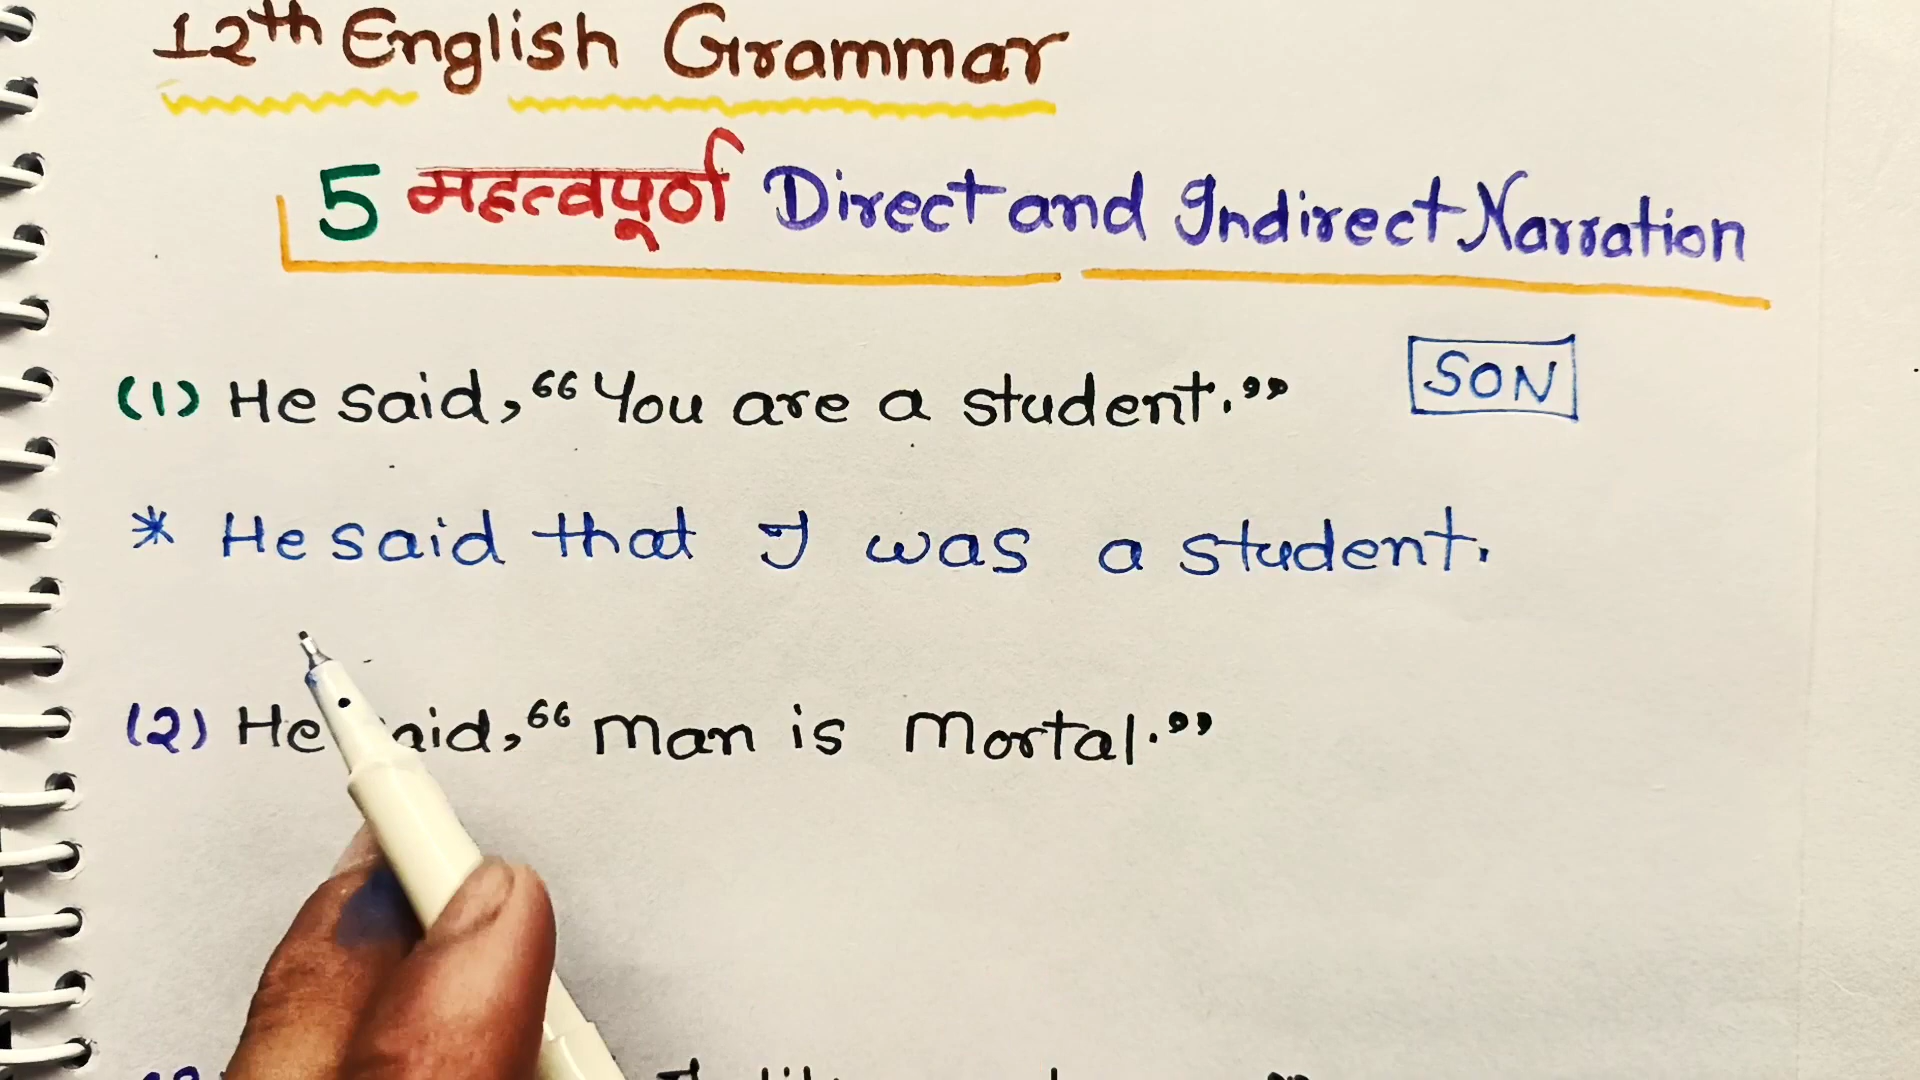 12th English Grammar
5 महत्वपूर्ण Direct and Indirect Narration
(1) He said, “You are a student.”
SON
* He said that I was a student.
(2) He said, “Man is Mortal.”